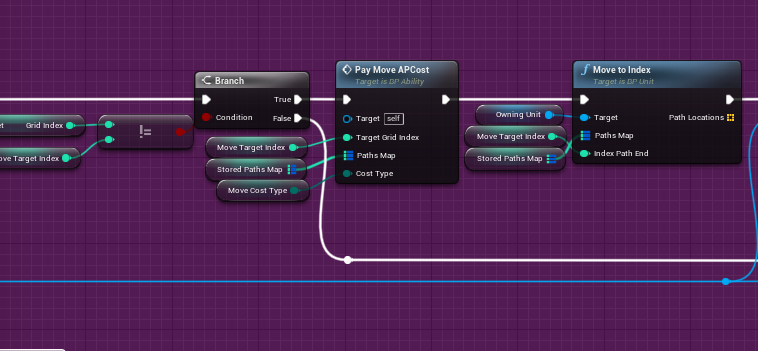 Branch
True
Condition
False
Grid Index
!=
ove Target Index
Move Target Index
Stored Paths Map
Move Cost Type
Pay Move APCost
Target is DP Ability
Target self
Target Grid Index
Paths Map
Cost Type
Move to Index
Target is DP Unit
Owning Unit
Move Target Index
Stored Paths Map
Target
Path Locations
Paths Map
Index Path End